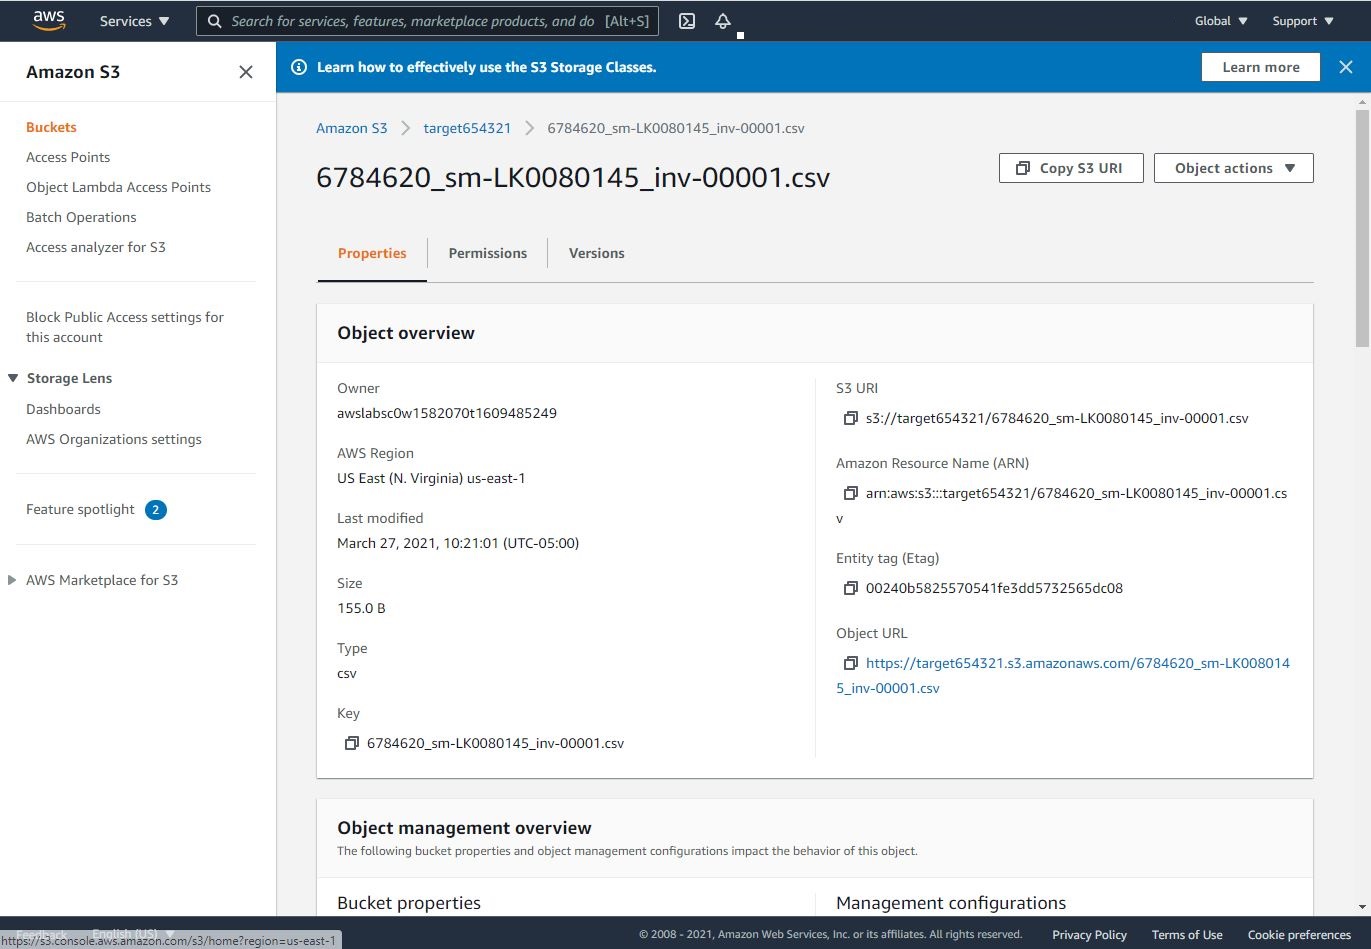 aws
Services
Search for services, features, marketplace products, and do [Alt+S]
Global
Support
Amazon S3
Learn how to effectively use the S3 Storage Classes.
Learn more
Buckets
Access Points
Object Lambda Access Points
Batch Operations
Access analyzer for S3
Block Public Access settings for
this account
Storage Lens
Dashboards
AWS Organizations settings
Feature spotlight 2
AWS Marketplace for S3
Amazon S3 > target654321 > 6784620_sm-LK0080145_inv-00001.csv
6784620_sm-LK0080145_inv-00001.csv
Copy S3 URI
Object actions
Properties
Permissions
Versions
Object overview
Owner
awslabsc0w1582070t1609485249
AWS Region
US East (N. Virginia) us-east-1
Last modified
March 27, 2021, 10:21:01 (UTC-05:00)
Size
155.0 B
Type
csv
Key
6784620_sm-LK0080145_inv-00001.csv
S3 URI
s3://target654321/6784620_sm-LK0080145_inv-00001.csv
Amazon Resource Name (ARN)
arn:aws:s3:::target654321/6784620_sm-LK0080145_inv-00001.cs
v
Entity tag (Etag)
00240b5825570541fe3dd5732565dc08
Object URL
https://target654321.s3.amazonaws.com/6784620_sm-LK008014
5_inv-00001.csv
Object management overview
The following bucket properties and object management configurations impact the behavior of this object.
Bucket properties
Management configurations
Feedback
English (US)
https://s3.console.aws.amazon.com/s3/home?region=us-east-1
© 2008 - 2021, Amazon Web Services, Inc. or its affiliates. All rights reserved.
Privacy Policy
Terms of Use
Cookie preferences